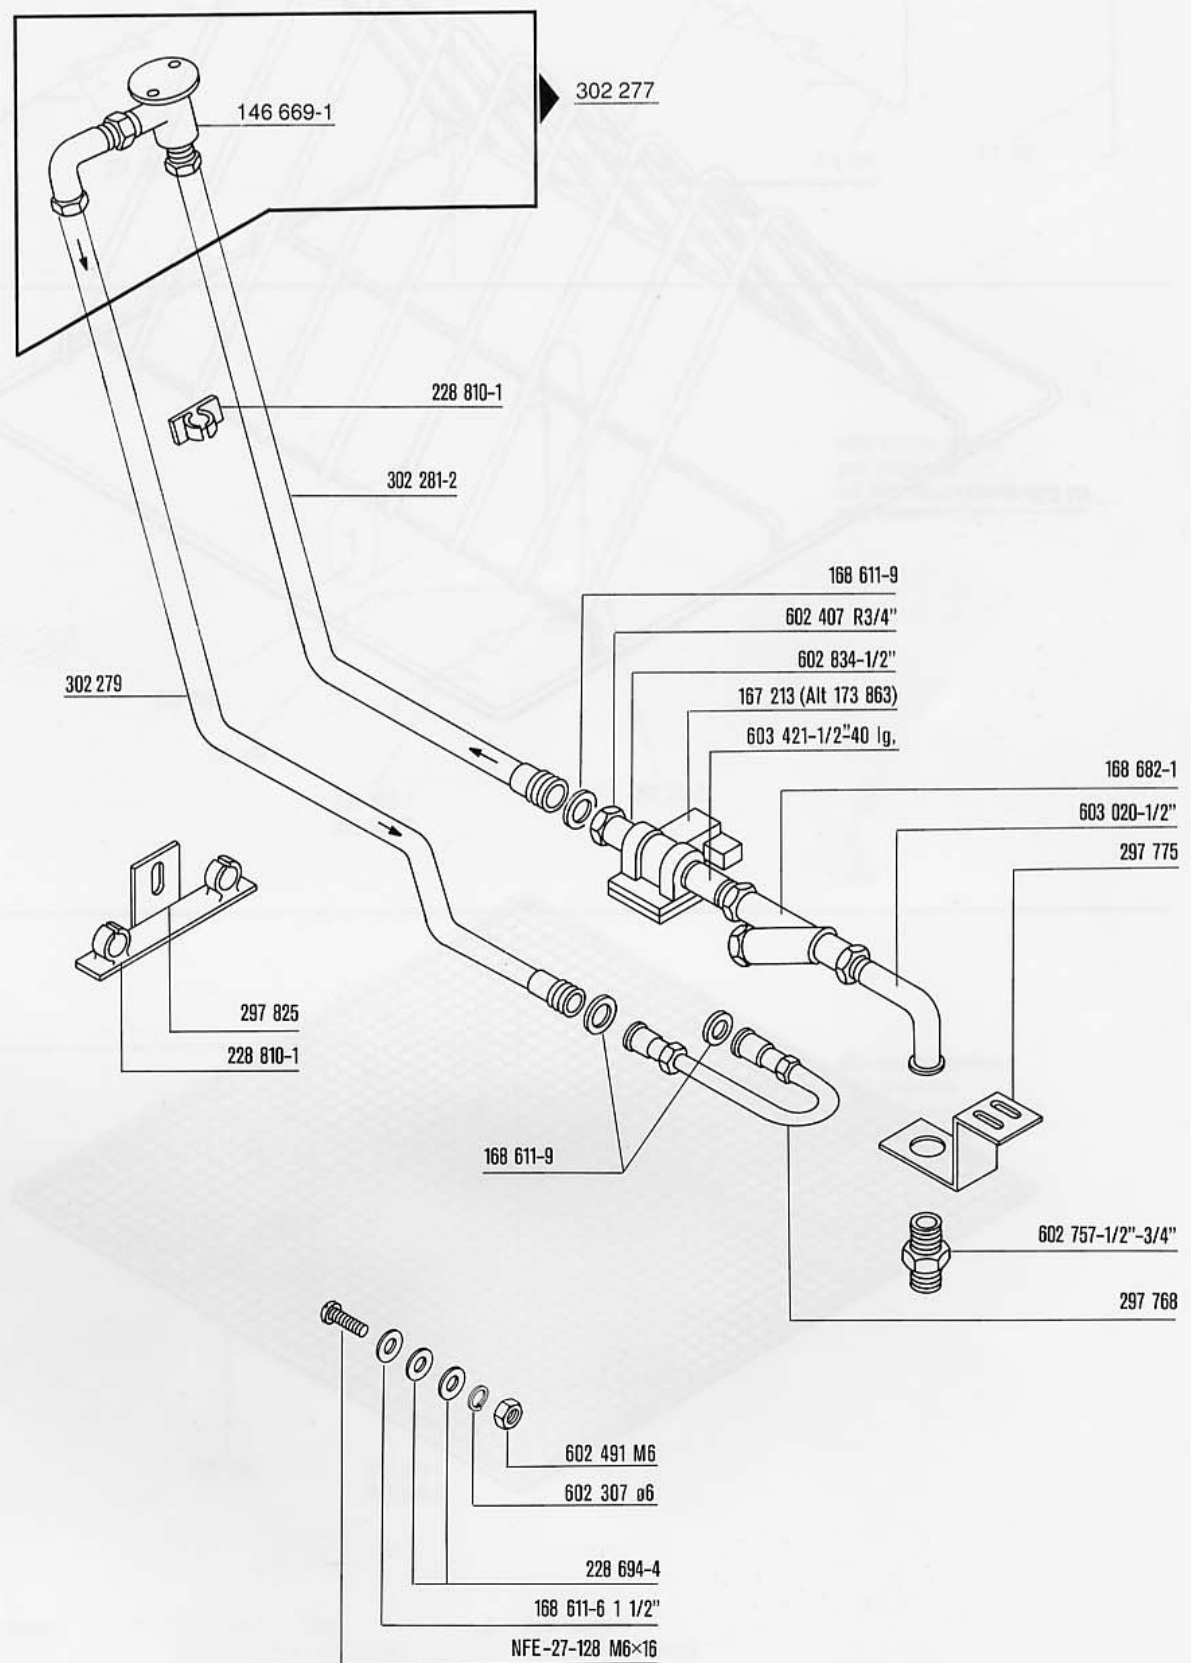 302 277
146 669-1
228 810-1
302 281-2
168 611-9
602 407 R3/4"
602 834-1/2"
302 279
167 213 (Alt 173 863)
603 421-1/2"-40 lg.
168 682-1
603 020-1/2"
297 775
297 825
228 810-1
168 611-9
602 757-1/2"-3/4"
297 768
602 491 M6
602 307 ø6
228 694-4
168 611-6 1 1/2"
NFE-27-128 M6×16